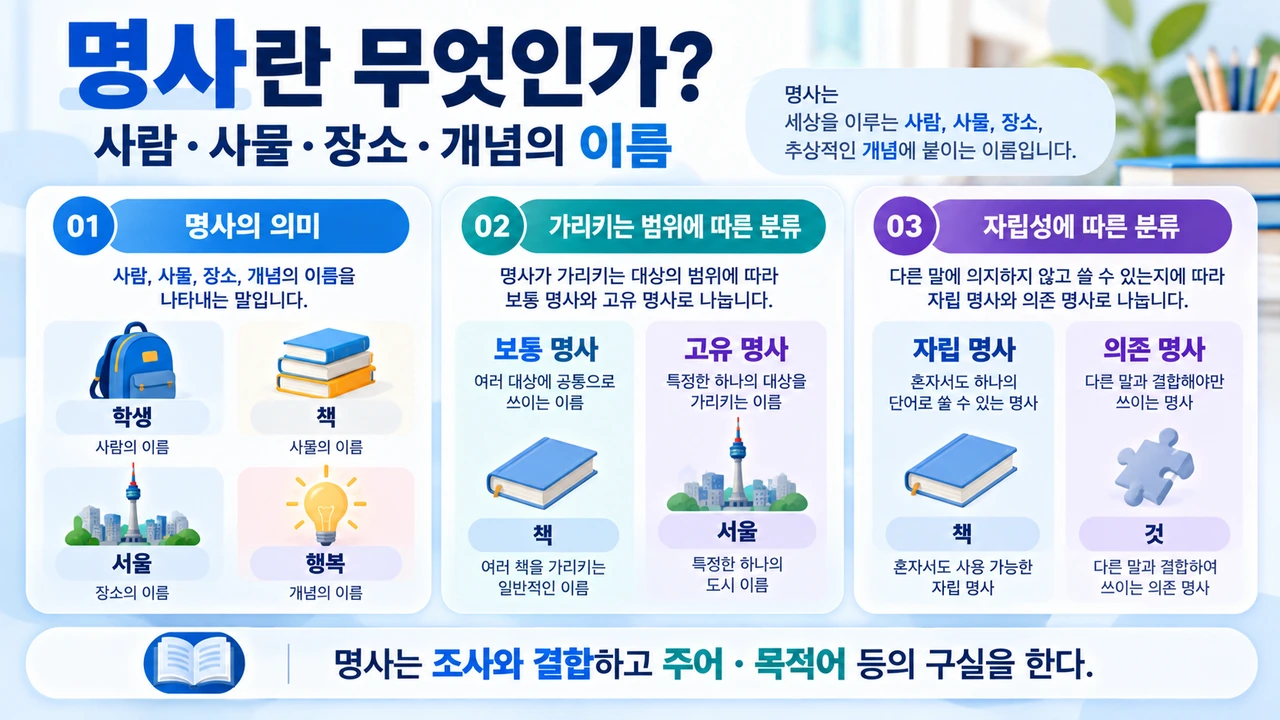 명사란 무엇인가?
사람·사물·장소·개념의 이름
명사는
세상을 이루는 사람, 사물, 장소,
추상적인 개념에 붙이는 이롬입니다.
01 명사의 의미
사람, 사물, 장소, 개념의 이름을
나타내는 말입니다.
학생
사람의 이름
책
사물의 이름
서울
장소의 이름
행복
개념의 이름
02 가리키는 범위에 따른 분류
명사가 가리키는 대상의 범위에 따라
보통 명사와 고유 명사로 나눕니다.
보통 명사
여러 대상에 공통으로
쓰이는 이름
책
여러 책을 가리키는
일반적인 이름
고유 명사
특정한 하나의 대상을
가리키는 이름
서울
특정한 하나의
도시 이름
03 자립성에 따른 분류
다른 말에 의지하지 않고 쓸 수 있는지에 따라
자립 명사와 의존 명사로 나눕니다.
자립 명사
혼자서도 하나의
단어로 쓸 수 있는 명사
책
혼자서도 사용 가능한
자립 명사
의존 명사
다른 말과 결합해야만
쓰이는 명사
것
다른 말과 결합하여
쓰이는 의존 명사
명사는 조사와 결합하고 주어·목적어 등의 구실을 한다.